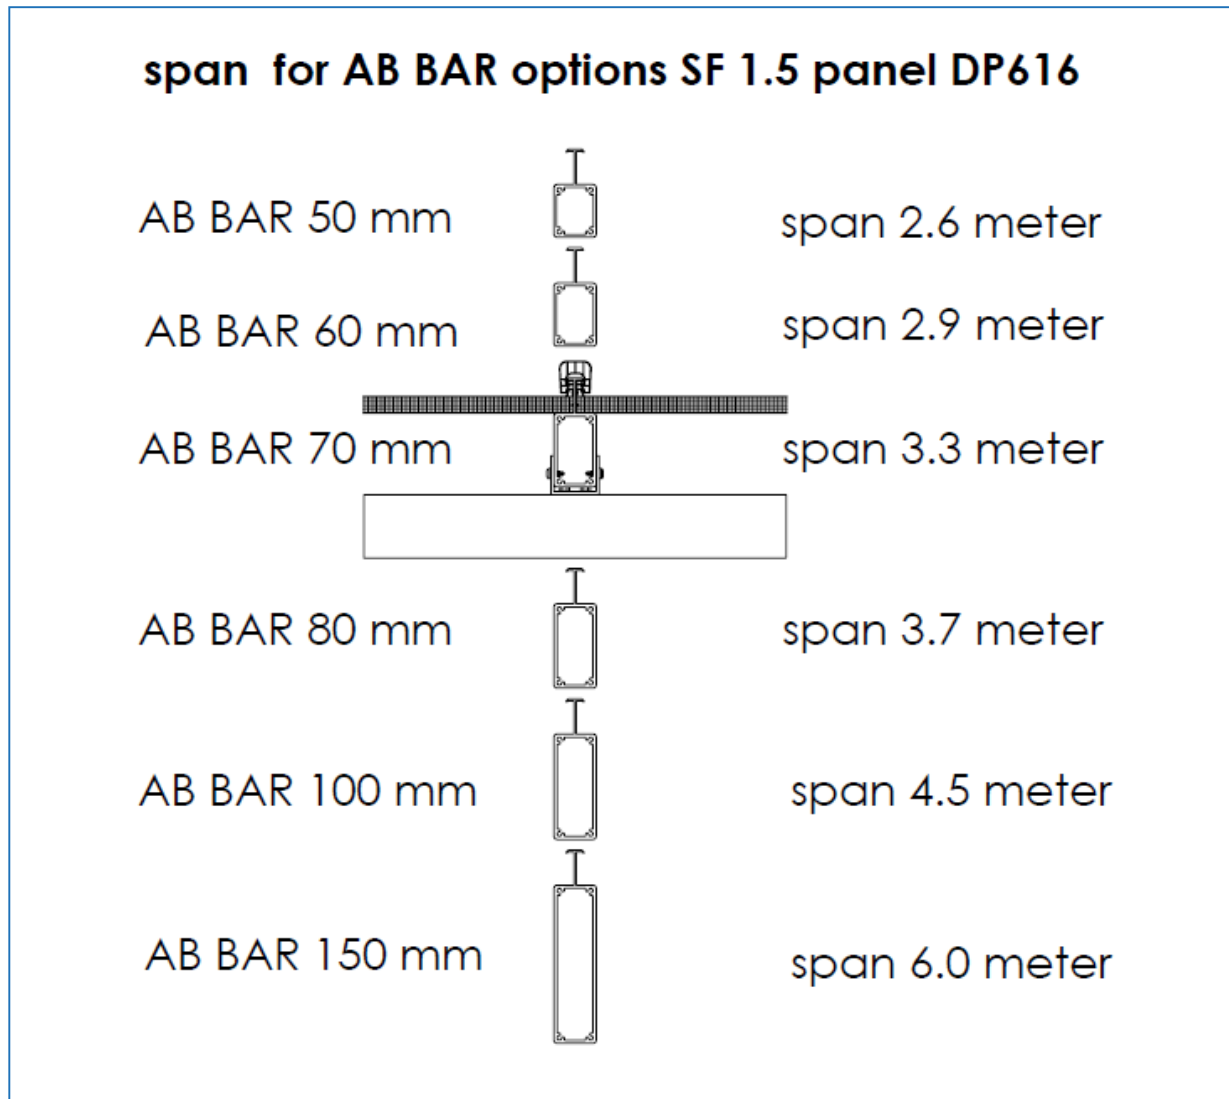 span for AB BAR options SF 1.5 panel DP616
AB BAR 50 mm span 2.6 meter
AB BAR 60 mm span 2.9 meter
AB BAR 70 mm span 3.3 meter
AB BAR 80 mm span 3.7 meter
AB BAR 100 mm span 4.5 meter
AB BAR 150 mm span 6.0 meter